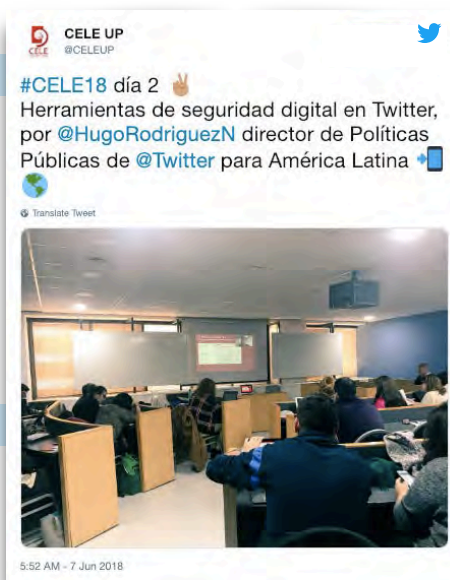 CELE UP
@CELEUP
CELE
#CELE18 día 2 ✌🏼
Herramientas de seguridad digital en Twitter,
por @HugoRodriguezN director de Políticas
Públicas de @Twitter para América Latina 📲
🌎
Translate Tweet
5:52 AM - 7 Jun 2018